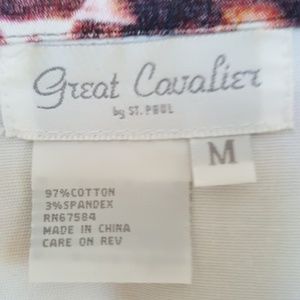 great Cavalier
by ST. PAUL
M
97%COTTON
3%SPANDEX
RN67584
MADE IN CHINA
CARE ON REV